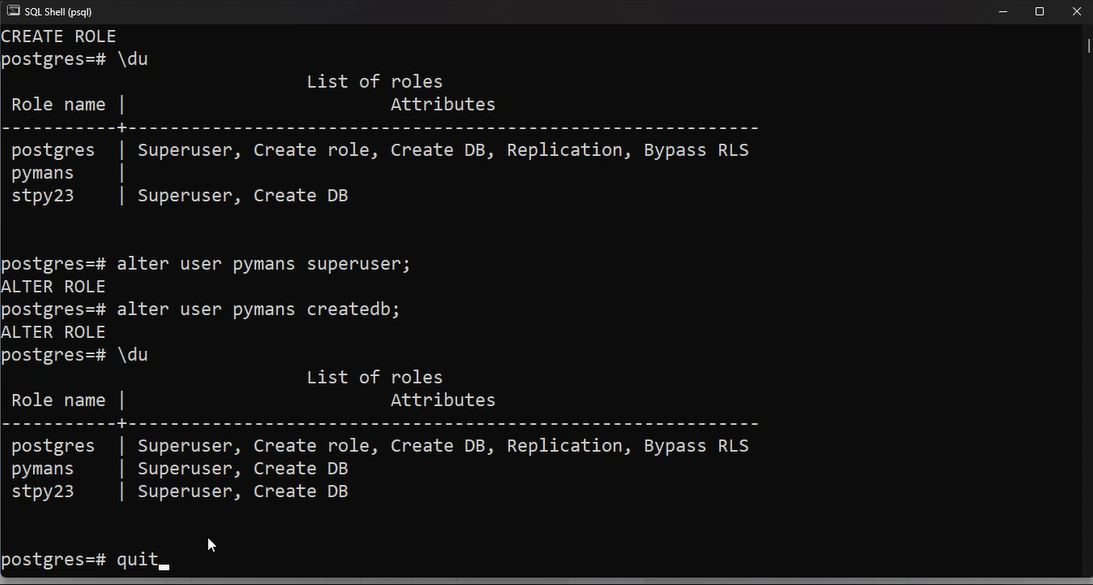 SQL Shell (psql)
CREATE ROLE
postgres=# \du
List of roles
Role name | Attributes
-----------+------------------------------------------------------------
postgres | Superuser, Create role, Create DB, Replication, Bypass RLS
pymans |
stpy23 | Superuser, Create DB
postgres=# alter user pymans superuser;
ALTER ROLE
postgres=# alter user pymans createdb;
ALTER ROLE
postgres=# \du
List of roles
Role name | Attributes
-----------+------------------------------------------------------------
postgres | Superuser, Create role, Create DB, Replication, Bypass RLS
pymans | Superuser, Create DB
stpy23 | Superuser, Create DB
postgres=# quit